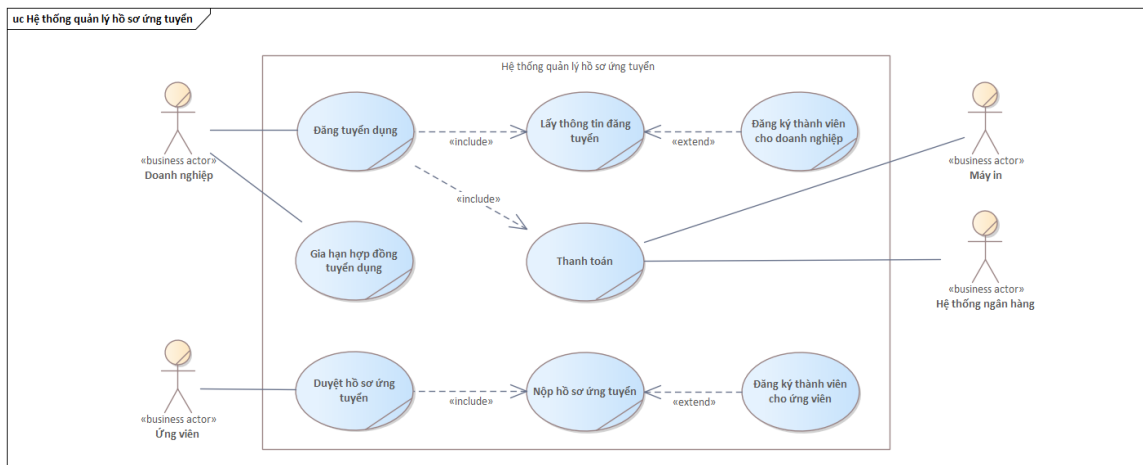 uc Hệ thống quản lý hồ sơ ứng tuyển
Hệ thống quản lý hồ sơ ứng tuyển
«business actor»
Doanh nghiệp
Đăng tuyển dụng
«include»
Lấy thông tin đăng
tuyển
«extend»
Đăng ký thành viên
cho doanh nghiệp
«business actor»
Máy in
«include»
Gia hạn hợp đồng
tuyển dụng
Thanh toán
«business actor»
Hệ thống ngân hàng
«business actor»
Ứng viên
Duyệt hồ sơ ứng
tuyển
«include»
Nộp hồ sơ ứng tuyển
«extend»
Đăng ký thành viên
cho ứng viên